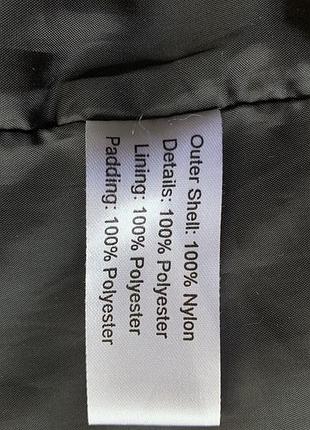 Outer Shell: 100% Nylon
Details: 100% Polyester
Lining: 100% Polyester
Padding: 100% Polyester